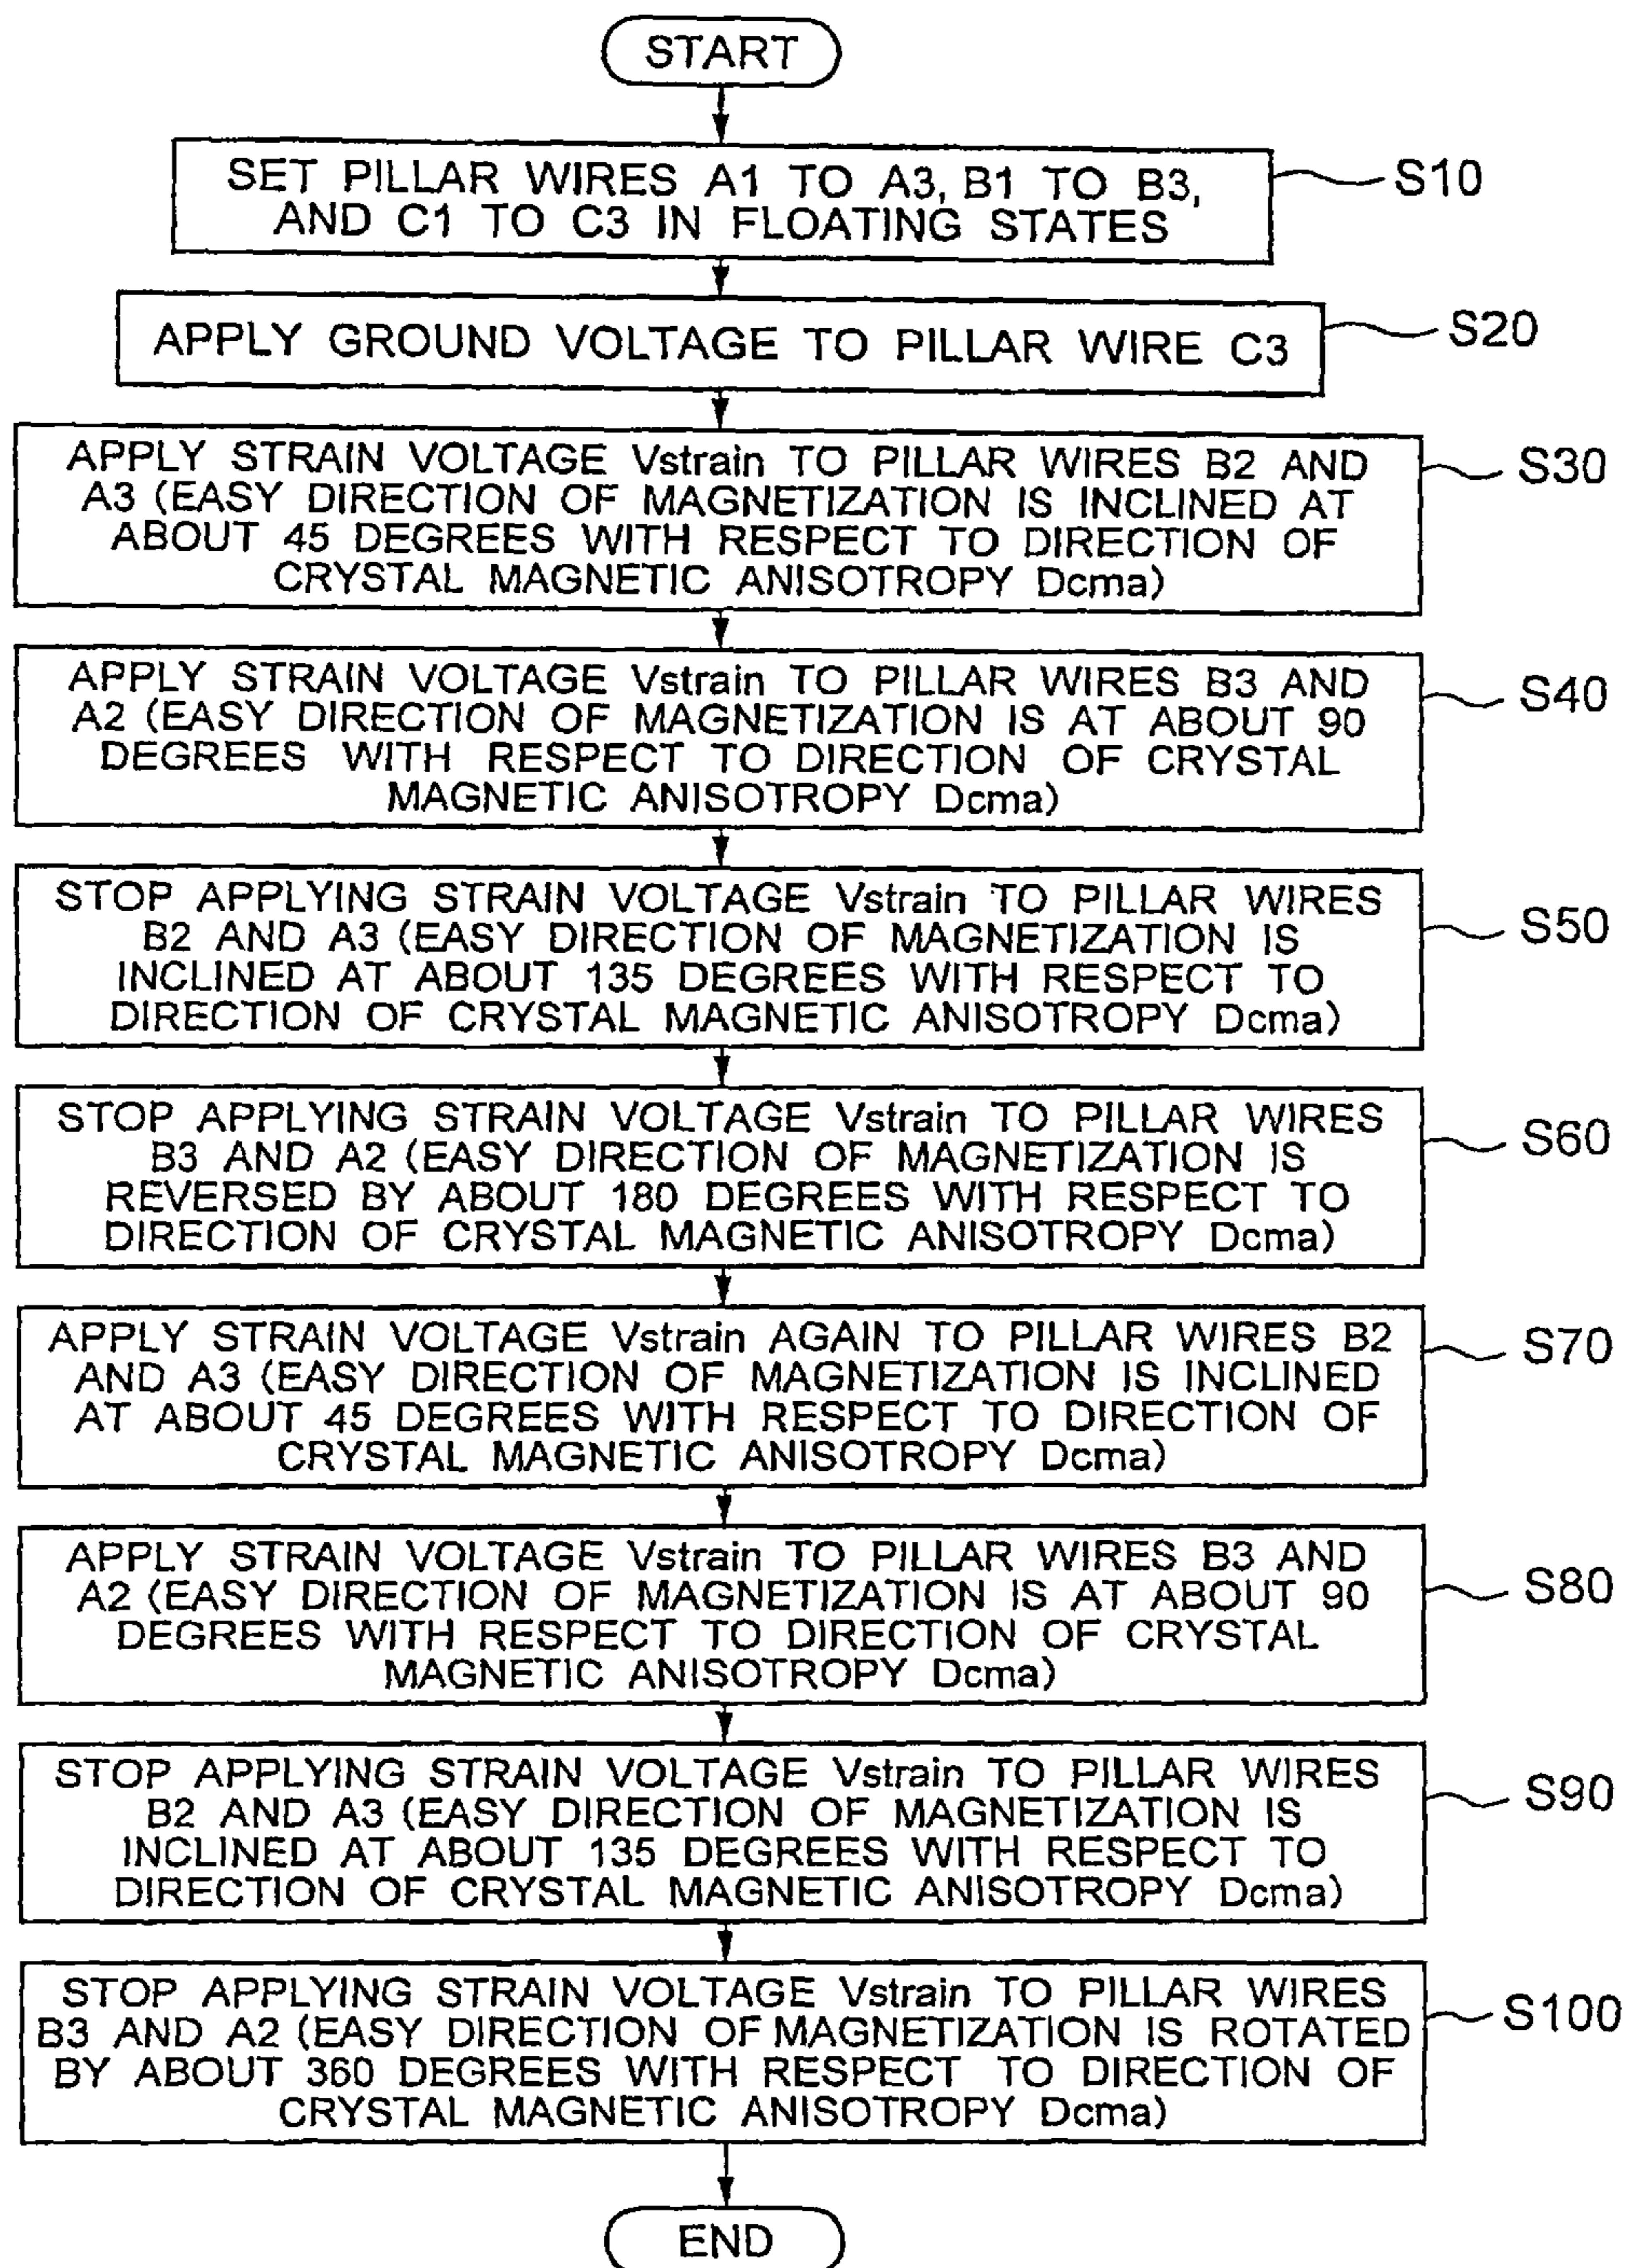 START
SET PILLAR WIRES A1 TO A3, B1 TO B3,
AND C1 TO C3 IN FLOATING STATES
S10
APPLY GROUND VOLTAGE TO PILLAR WIRE C3
S20
APPLY STRAIN VOLTAGE Vstrain TO PILLAR WIRES B2 AND
A3 (EASY DIRECTION OF MAGNETIZATION IS INCLINED AT
ABOUT 45 DEGREES WITH RESPECT TO DIRECTION OF
CRYSTAL MAGNETIC ANISOTROPY Dcma)
S30
APPLY STRAIN VOLTAGE Vstrain TO PILLAR WIRES B3 AND
A2 (EASY DIRECTION OF MAGNETIZATION IS AT ABOUT 90
DEGREES WITH RESPECT TO DIRECTION OF CRYSTAL
MAGNETIC ANISOTROPY Dcma)
S40
STOP APPLYING STRAIN VOLTAGE Vstrain TO PILLAR WIRES
B2 AND A3 (EASY DIRECTION OF MAGNETIZATION IS
INCLINED AT ABOUT 135 DEGREES WITH RESPECT TO
DIRECTION OF CRYSTAL MAGNETIC ANISOTROPY Dcma)
S50
STOP APPLYING STRAIN VOLTAGE Vstrain TO PILLAR WIRES
B3 AND A2 (EASY DIRECTION OF MAGNETIZATION IS
REVERSED BY ABOUT 180 DEGREES WITH RESPECT TO
DIRECTION OF CRYSTAL MAGNETIC ANISOTROPY Dcma)
S60
APPLY STRAIN VOLTAGE Vstrain AGAIN TO PILLAR WIRES B2
AND A3 (EASY DIRECTION OF MAGNETIZATION IS INCLINED
AT ABOUT 45 DEGREES WITH RESPECT TO DIRECTION OF
CRYSTAL MAGNETIC ANISOTROPY Dcma)
S70
APPLY STRAIN VOLTAGE Vstrain TO PILLAR WIRES B3 AND
A2 (EASY DIRECTION OF MAGNETIZATION IS AT ABOUT 90
DEGREES WITH RESPECT TO DIRECTION OF CRYSTAL
MAGNETIC ANISOTROPY Dcma)
S80
STOP APPLYING STRAIN VOLTAGE Vstrain TO PILLAR WIRES
B2 AND A3 (EASY DIRECTION OF MAGNETIZATION IS
INCLINED AT ABOUT 135 DEGREES WITH RESPECT TO
DIRECTION OF CRYSTAL MAGNETIC ANISOTROPY Dcma)
S90
STOP APPLYING STRAIN VOLTAGE Vstrain TO PILLAR WIRES
B3 AND A2 (EASY DIRECTION OF MAGNETIZATION IS ROTATED
BY ABOUT 360 DEGREES WITH RESPECT TO DIRECTION OF
CRYSTAL MAGNETIC ANISOTROPY Dcma)
S100
END